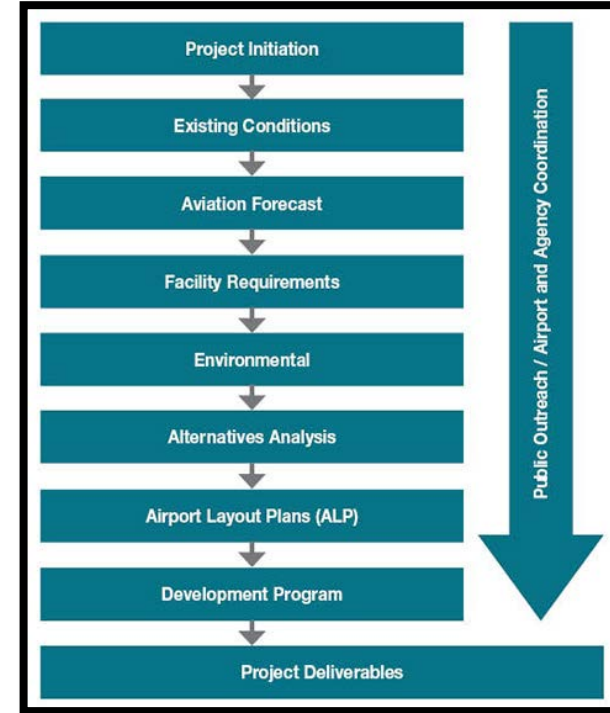 Project Initiation
Existing Conditions
Aviation Forecast
Facility Requirements
Environmental
Alternatives Analysis
Airport Layout Plans (ALP)
Development Program
Project Deliverables
Public Outreach / Airport and Agency Coordination